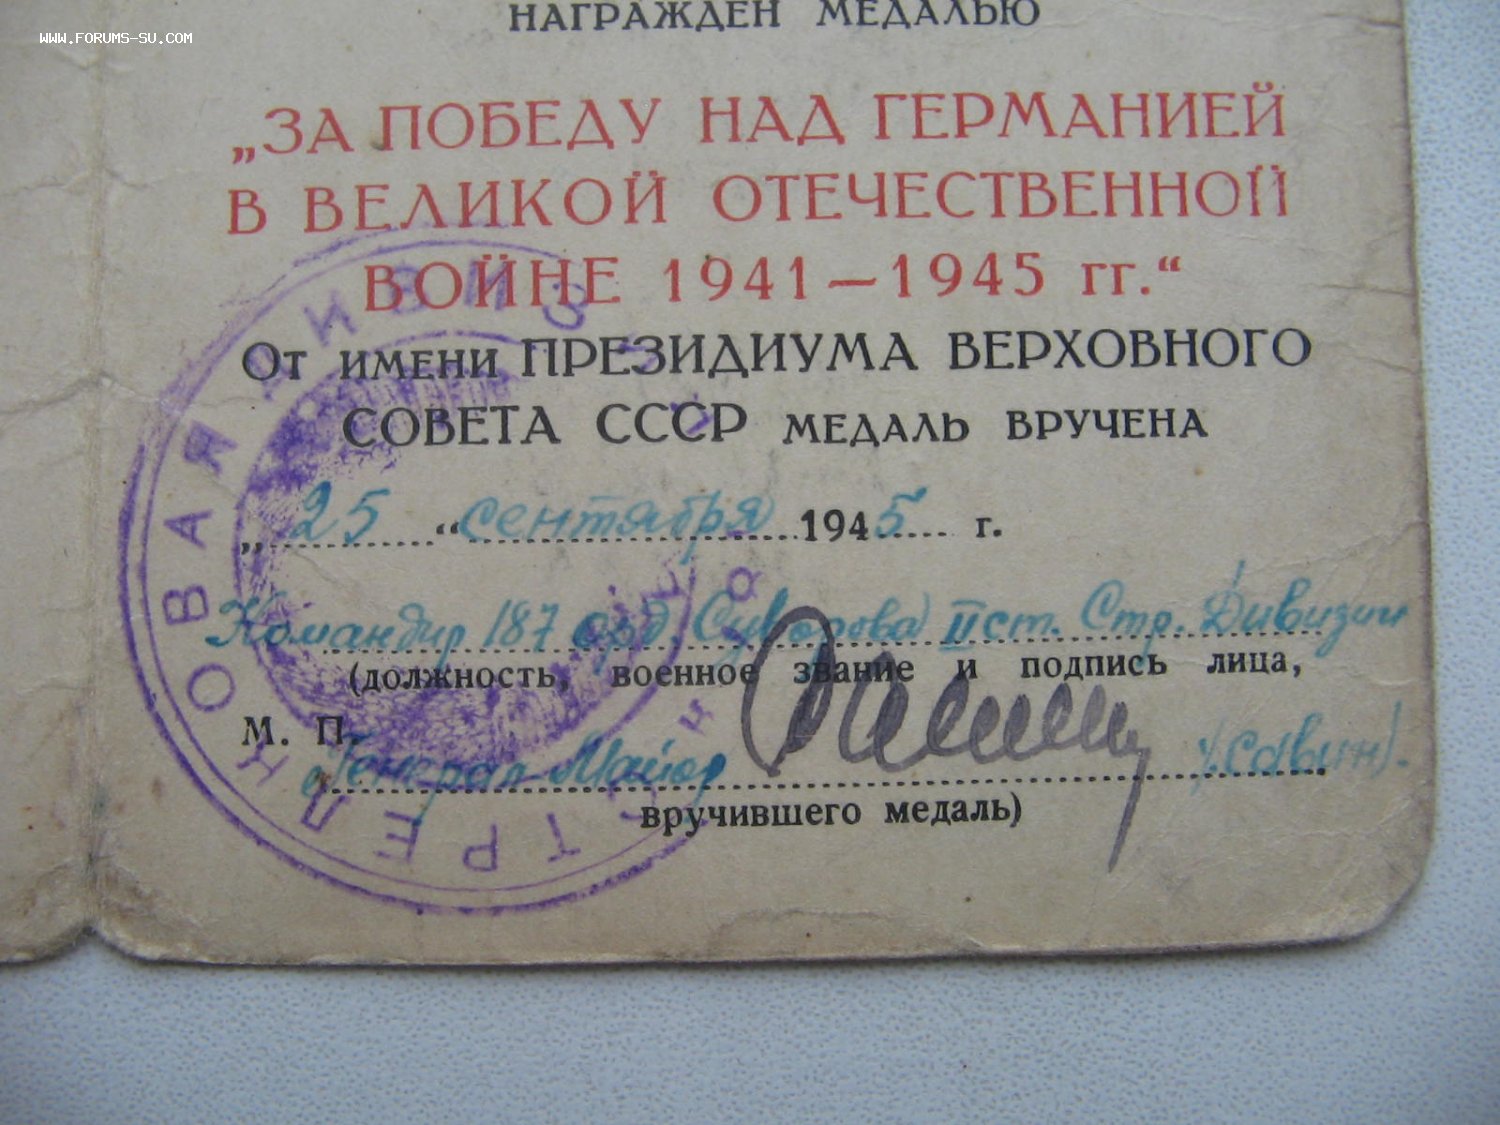 WWW.FORUMS-SU.COM
НАГРАЖДЕН МЕДАЛЬЮ
„ЗА ПОБЕДУ НАД ГЕРМАНИЕЙ
В ВЕЛИКОЙ ОТЕЧЕСТВЕННОЙ
ВОЙНЕ 1941—1945 гг.“
От имени ПРЕЗИДИУМА ВЕРХОВНОГО
СОВЕТА СССР МЕДАЛЬ ВРУЧЕНА
„25“ сентября 1945 г.
Командир 187 орд. Суворова II ст. Стр. Дивизии
(должность, военное звание и подпись лица,
М. П.
Генерал-Майор (Савин).
вручившего медаль)
ТРЕЛКОВАЯ ДИВИЗ